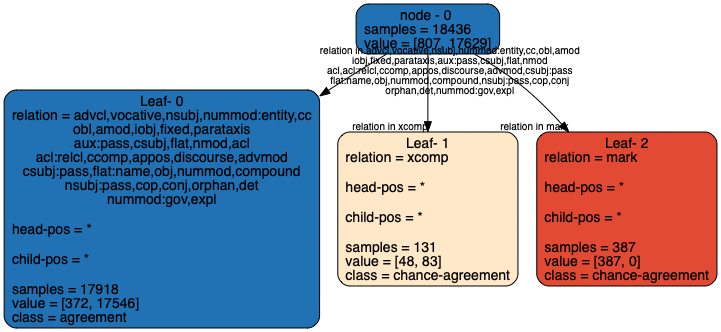 node - 0
samples = 18436
value = [807, 17629]
relation in advcl,vocative,nsubj,nummod:entity,cc,obl,amod
iobj,fixed,parataxis,aux:pass,csubj,flat,nmod
acl,acl:relcl,ccomp,appos,discourse,advmod,csubj:pass
flat:name,obj,nummod,compound,nsubj:pass,cop,conj
orphan,det,nummod:gov,expl
relation in xcomp
relation in mark
Leaf- 0
relation = advcl,vocative,nsubj,nummod:entity,cc
obl,amod,iobj,fixed,parataxis
aux:pass,csubj,flat,nmod,acl
acl:relcl,ccomp,appos,discourse,advmod
csubj:pass,flat:name,obj,nummod,compound
nsubj:pass,cop,conj,orphan,det
nummod:gov,expl
head-pos = *
child-pos = *
samples = 17918
value = [372, 17546]
class = agreement
Leaf- 1
relation = xcomp
head-pos = *
child-pos = *
samples = 131
value = [48, 83]
class = chance-agreement
Leaf- 2
relation = mark
head-pos = *
child-pos = *
samples = 387
value = [387, 0]
class = chance-agreement